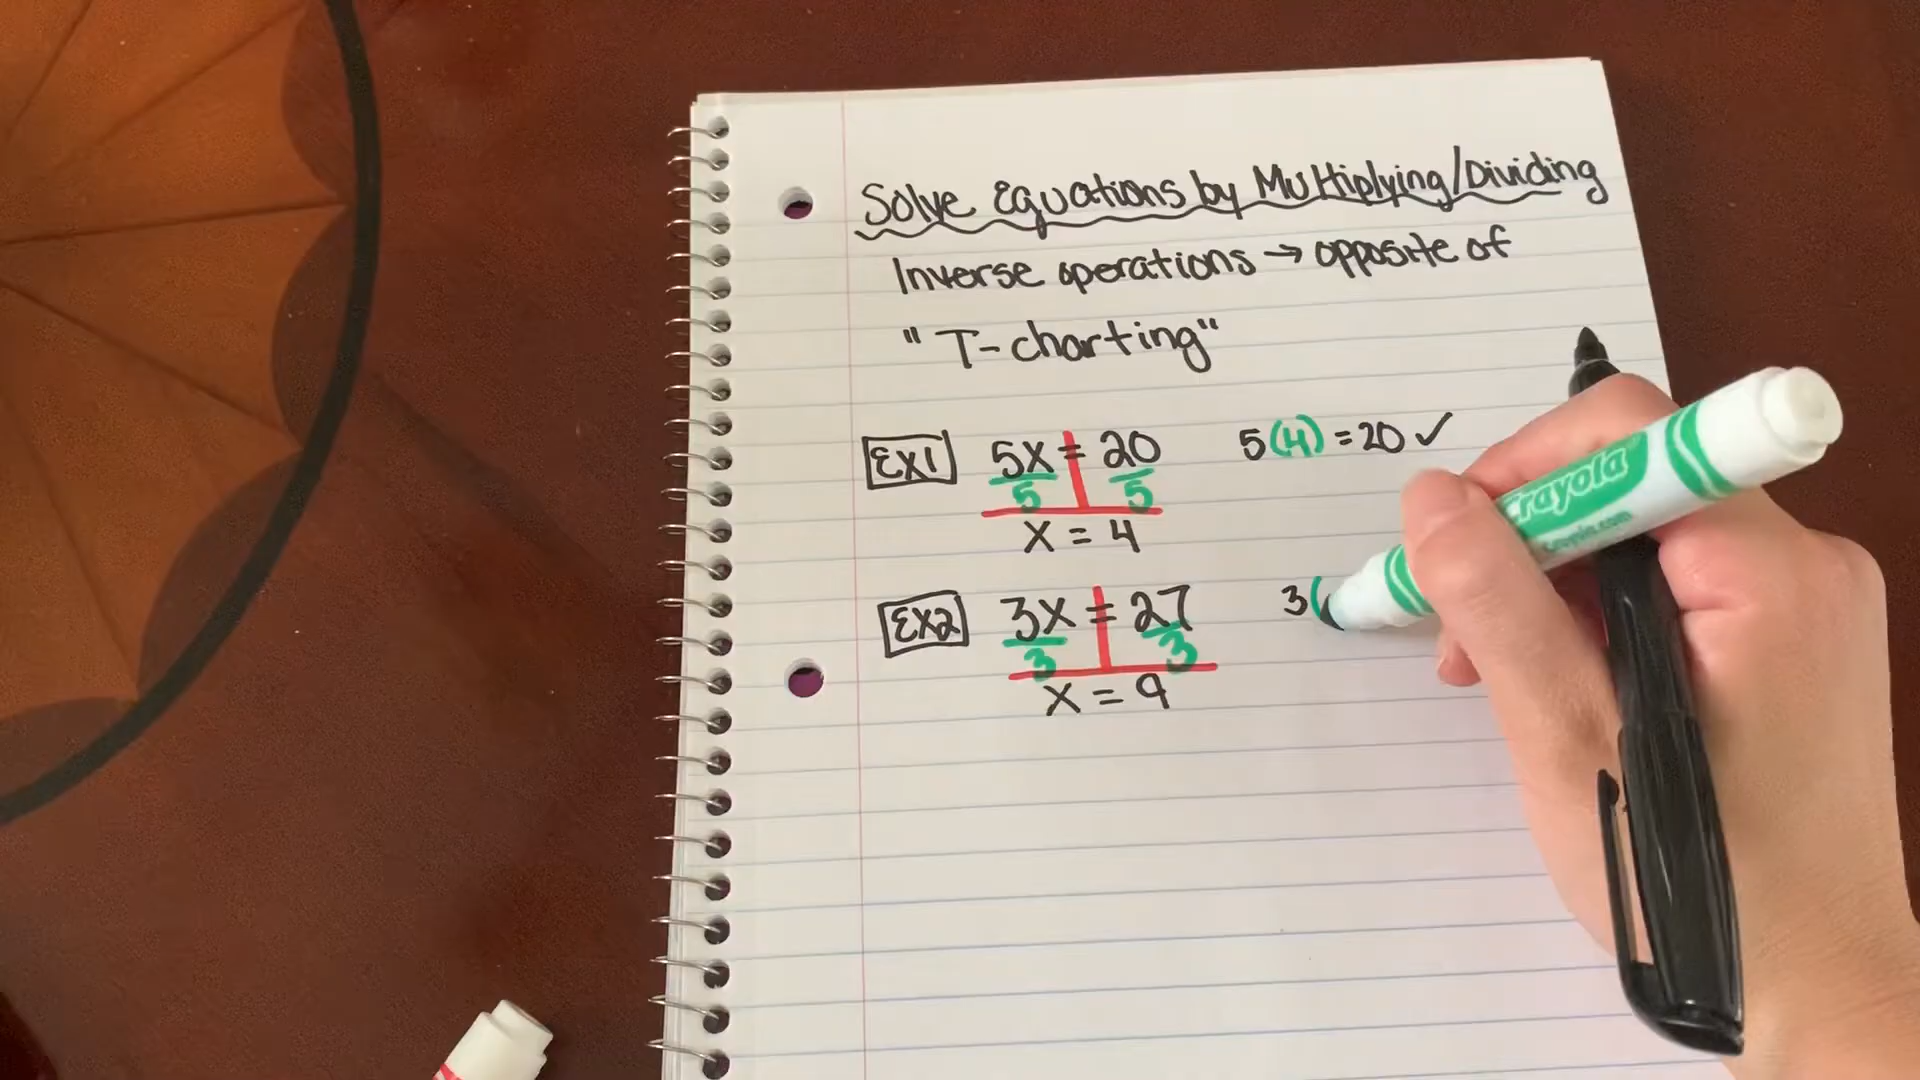 Solve Equations by Multiplying/Dividing
Inverse operations → opposite of
"T-charting"
EX1 5x = 20 5(4) = 20 ✓
5 5
x = 4
EX2 3x = 27 3(
3 3
x = 9
Crayola